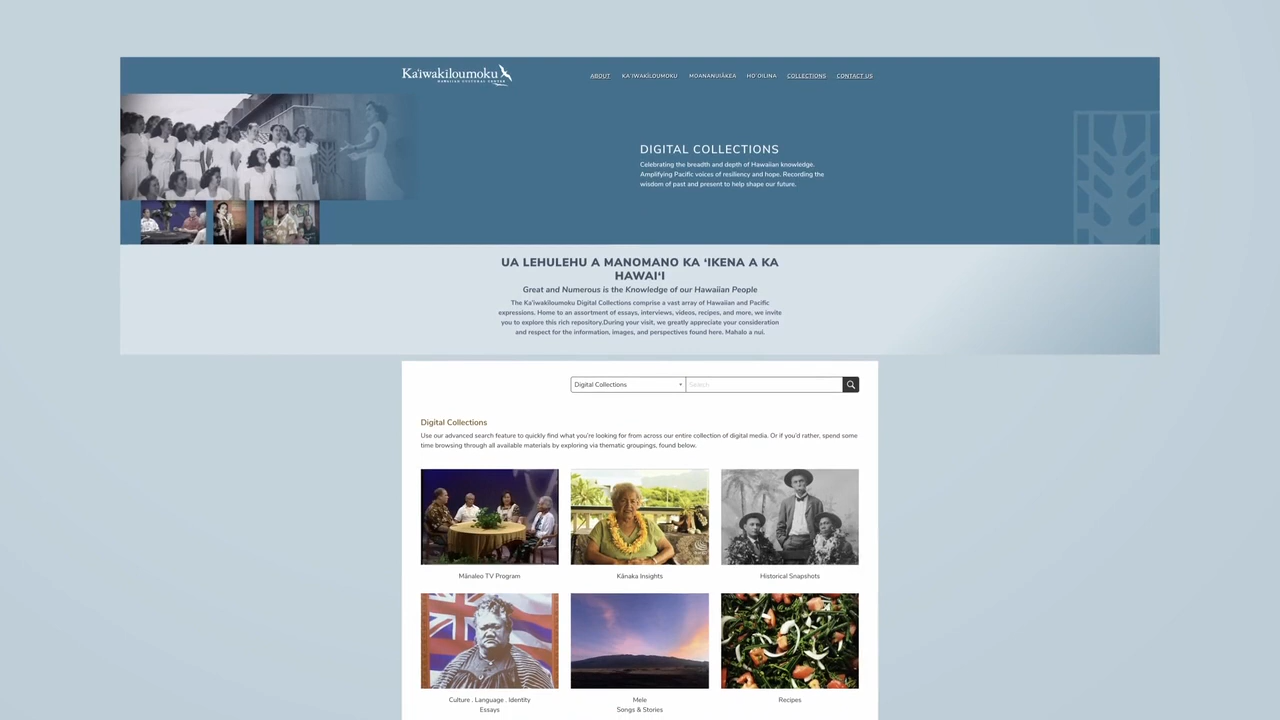 Ka'iwakīloumoku
HAWAIIAN CULTURAL CENTER
ABOUT KAʻIWAKĪLOUMOKU MOANANUIĀKEA HOʻOILINA COLLECTIONS CONTACT US
DIGITAL COLLECTIONS
Celebrating the breadth and depth of Hawaiian knowledge.
Amplifying Pacific voices of resiliency and hope. Recording the
wisdom of past and present to help shape our future.
UA LEHULEHU A MANOMANO KA ʻIKENA A KA
HAWAIʻI
Great and Numerous is the Knowledge of our Hawaiian People
The Kaʻiwakīloumoku Digital Collections comprise a vast array of Hawaiian and Pacific
expressions. Home to an assortment of essays, interviews, videos, recipes, and more, we invite
you to explore this rich repository.During your visit, we greatly appreciate your consideration
and respect for the information, images, and perspectives found here. Mahalo a nui.
Digital Collections Search
Digital Collections
Use our advanced search feature to quickly find what you're looking for from across our entire collection of digital media. Or if you'd rather, spend some
time browsing through all available materials by exploring via thematic groupings, found below.
Mānaleo TV Program
Kānaka Insights
Historical Snapshots
Culture . Language . Identity
Essays
Mele
Songs & Stories
Recipes